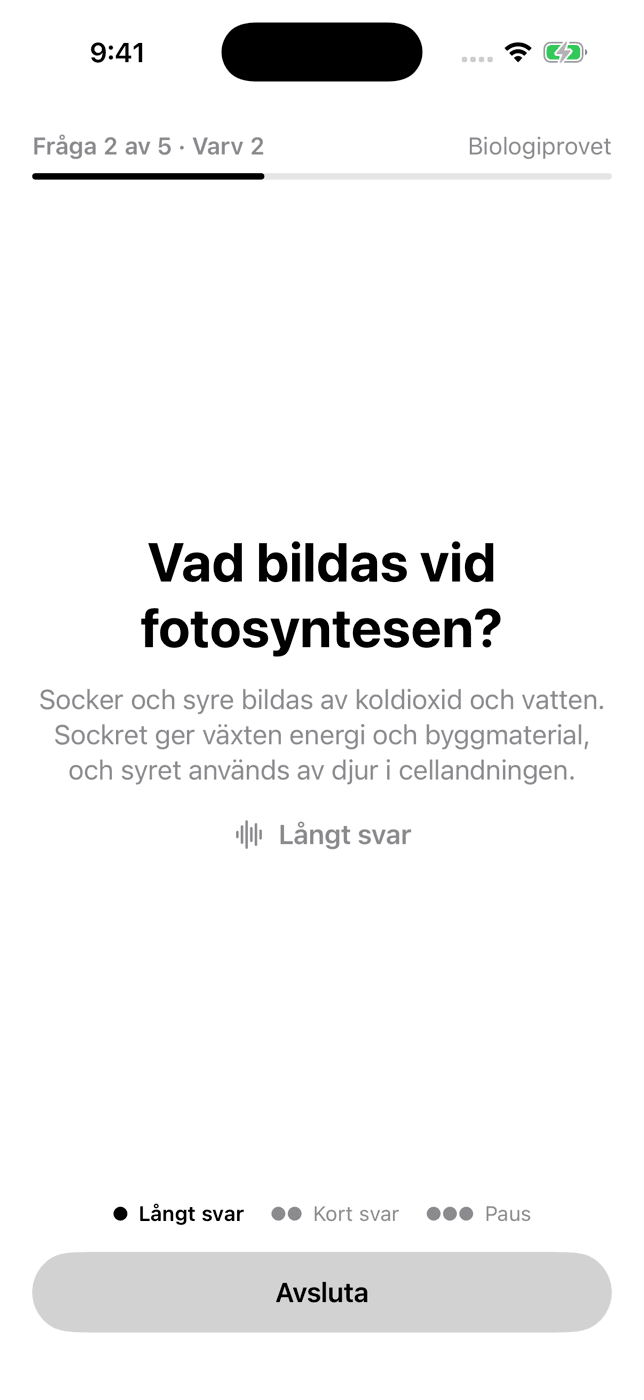 9:41
Fråga 2 av 5 · Varv 2
Biologiprovet
Vad bildas vid
fotosyntesen?
Socker och syre bildas av koldioxid och vatten.
Sockret ger växten energi och byggmaterial,
och syret används av djur i cellandningen.
Långt svar
Långt svar Kort svar Paus
Avsluta